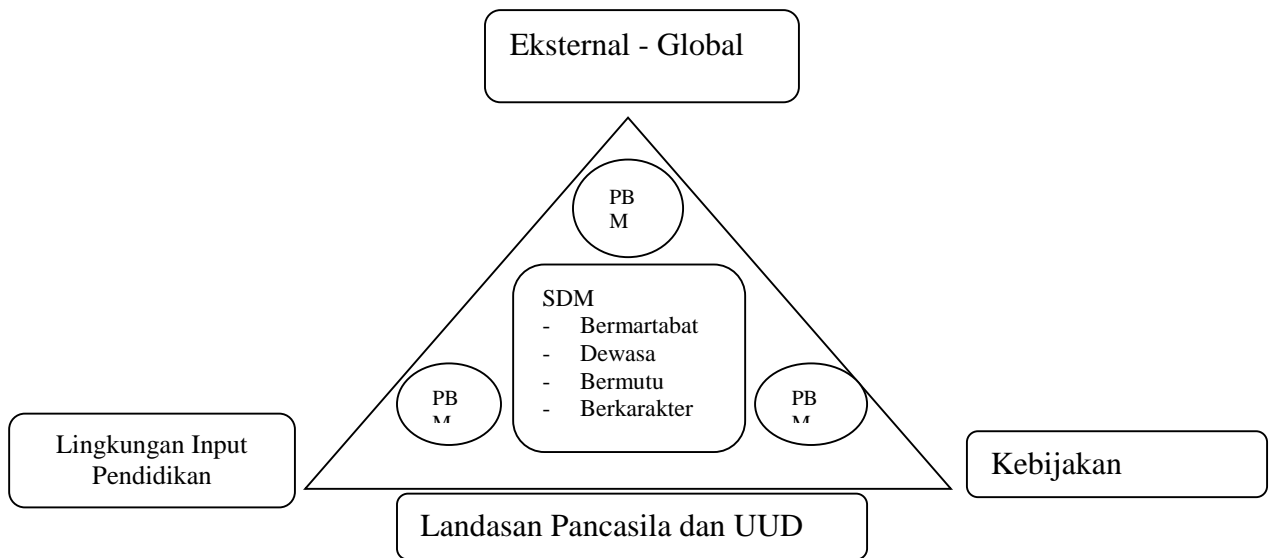 Eksternal - Global
PB
M
SDM
- Bermartabat
- Dewasa
- Bermutu
- Berkarakter
PB
M
PB
M
Lingkungan Input
Pendidikan
Kebijakan
Landasan Pancasila dan UUD